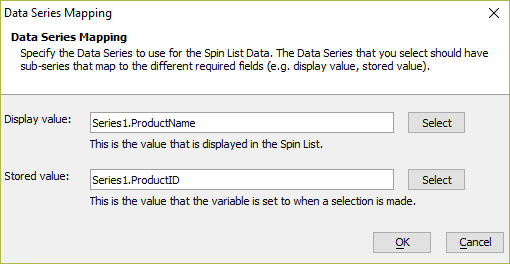 Data Series Mapping
Data Series Mapping
Specify the Data Series to use for the Spin List Data. The Data Series that you select should have
sub-series that map to the different required fields (e.g. display value, stored value).
Display value: Series1.ProductName Select
This is the value that is displayed in the Spin List.
Stored value: Series1.ProductID Select
This is the value that the variable is set to when a selection is made.
OK Cancel